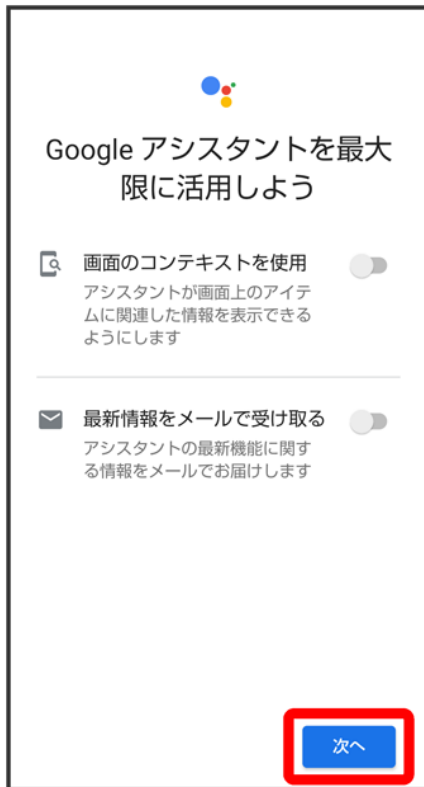 Google アシスタントを最大
限に活用しよう
画面のコンテキストを使用
アシスタントが画面上のアイテ
ムに関連した情報を表示できる
ようにします
最新情報をメールで受け取る
アシスタントの最新機能に関す
る情報をメールでお届けします
次へ